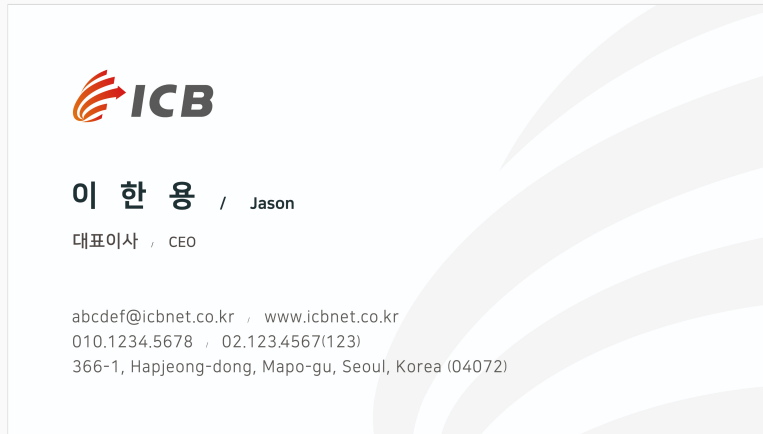 ICB
이 한 용 / Jason
대표이사 / CEO
abcdef@icbnet.co.kr / www.icbnet.co.kr
010.1234.5678 / 02.123.4567(123)
366-1, Hapjeong-dong, Mapo-gu, Seoul, Korea (04072)